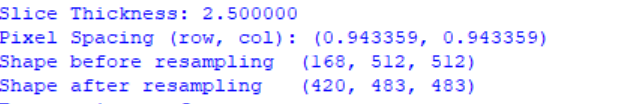 Slice Thickness: 2.500000
Pixel Spacing (row, col): (0.943359, 0.943359)
Shape before resampling  (168, 512, 512)
Shape after resampling   (420, 483, 483)